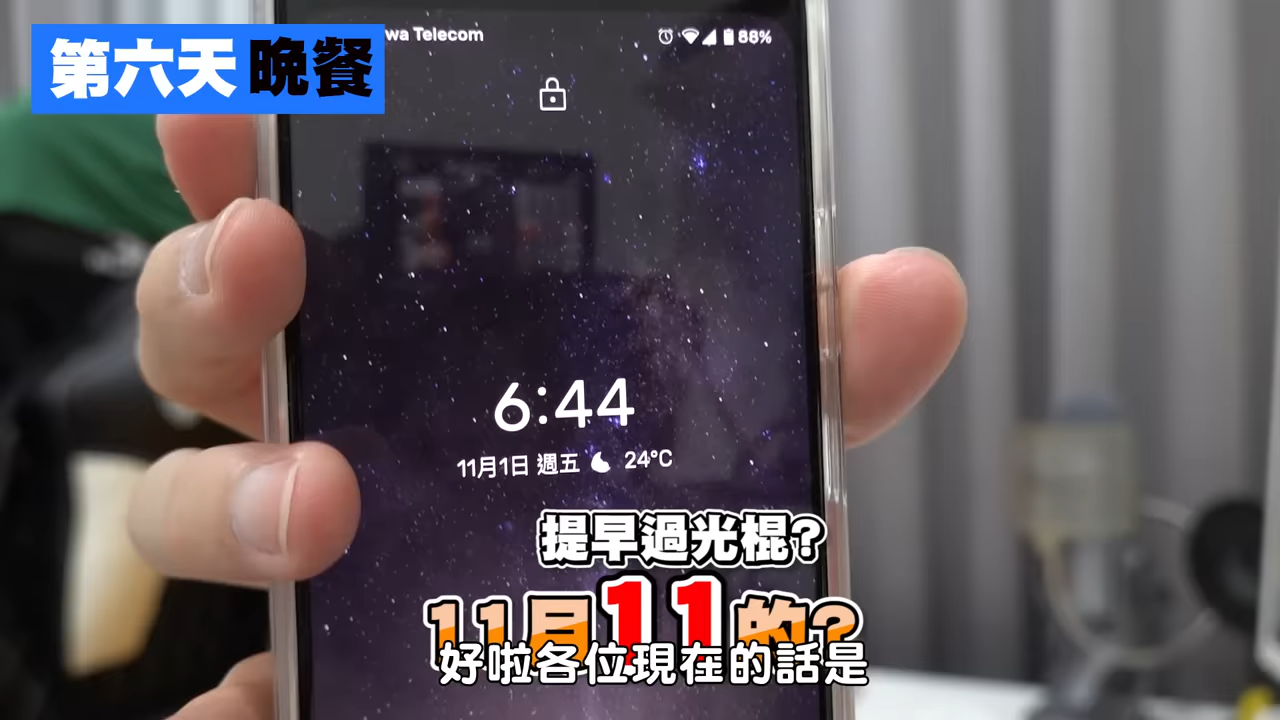 第六天晚餐
wa Telecom 88%
6:44
11月1日 週五 24°C
提早過光棍?
11月11的?
好啦各位現在的話是